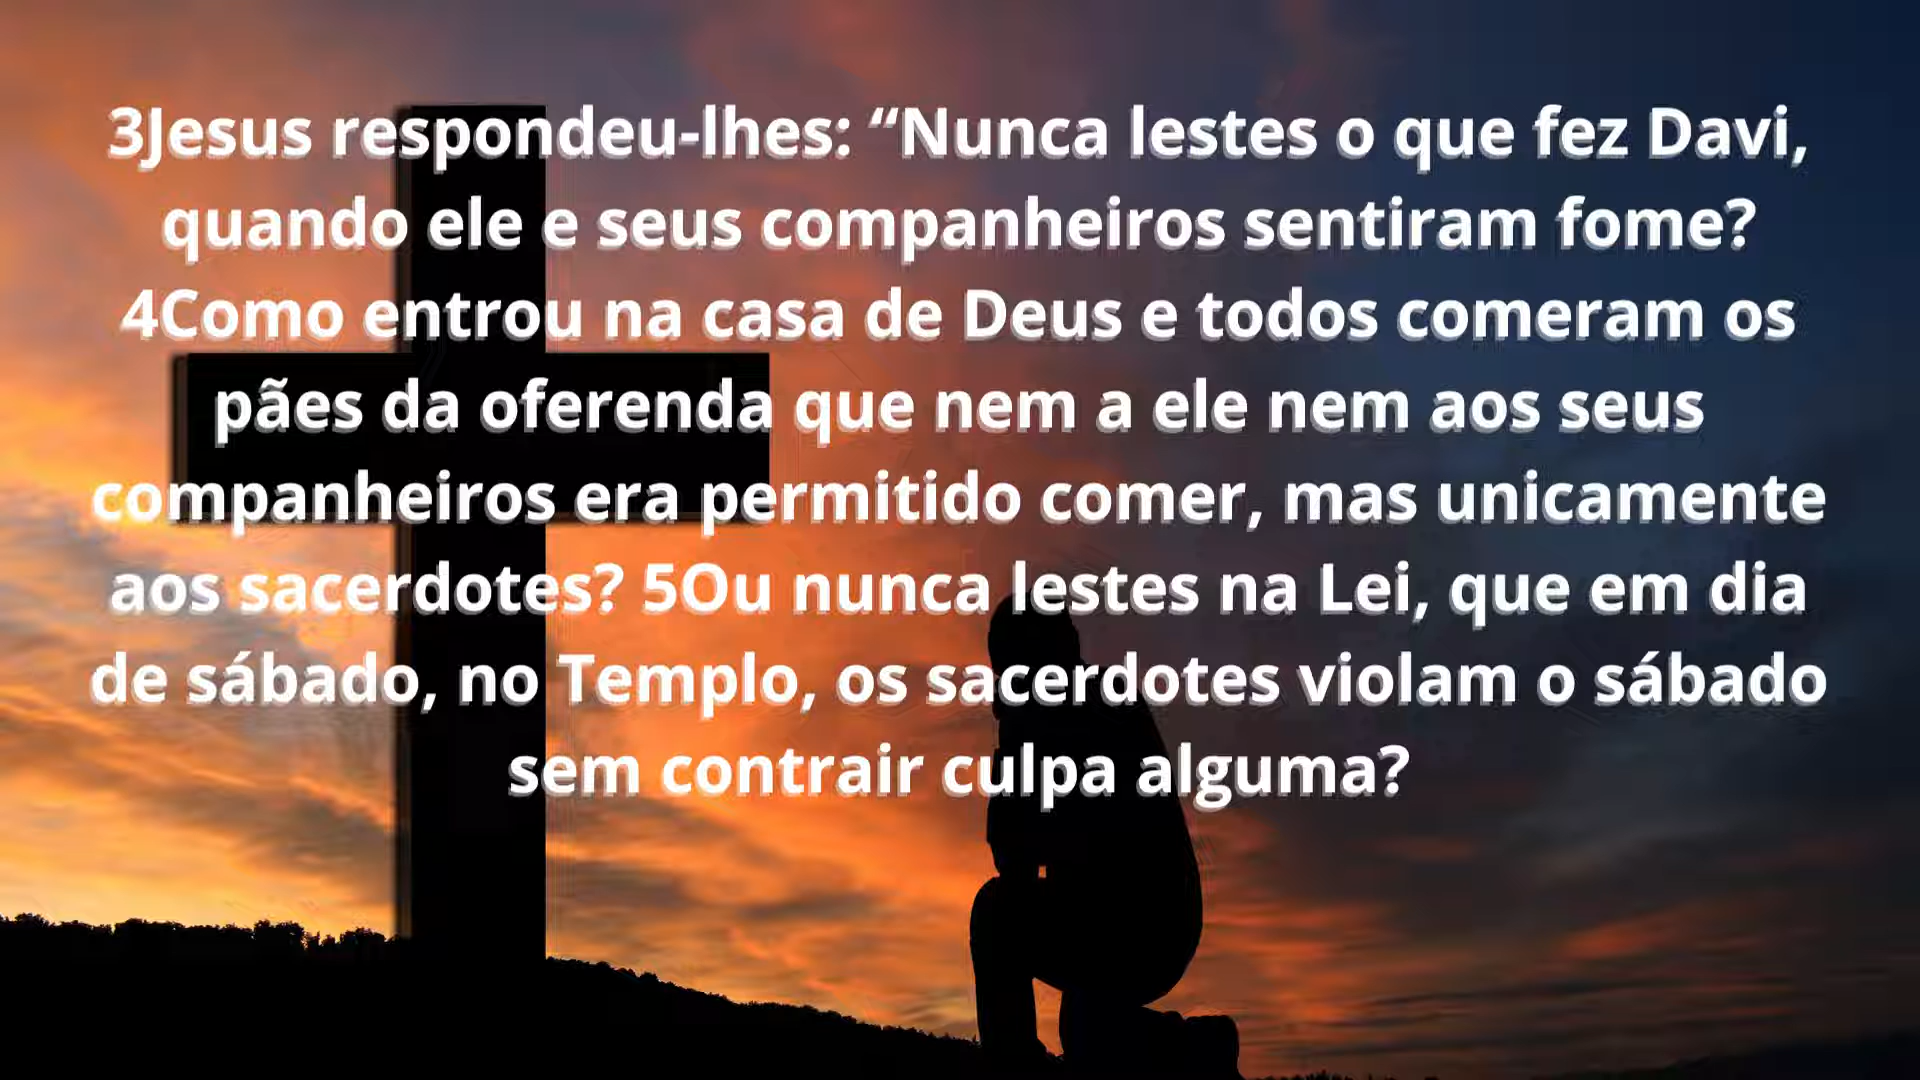 3Jesus respondeu-lhes: “Nunca lestes o que fez Davi,
quando ele e seus companheiros sentiram fome?
4Como entrou na casa de Deus e todos comeram os
pães da oferenda que nem a ele nem aos seus
companheiros era permitido comer, mas unicamente
aos sacerdotes? 5Ou nunca lestes na Lei, que em dia
de sábado, no Templo, os sacerdotes violam o sábado
sem contrair culpa alguma?